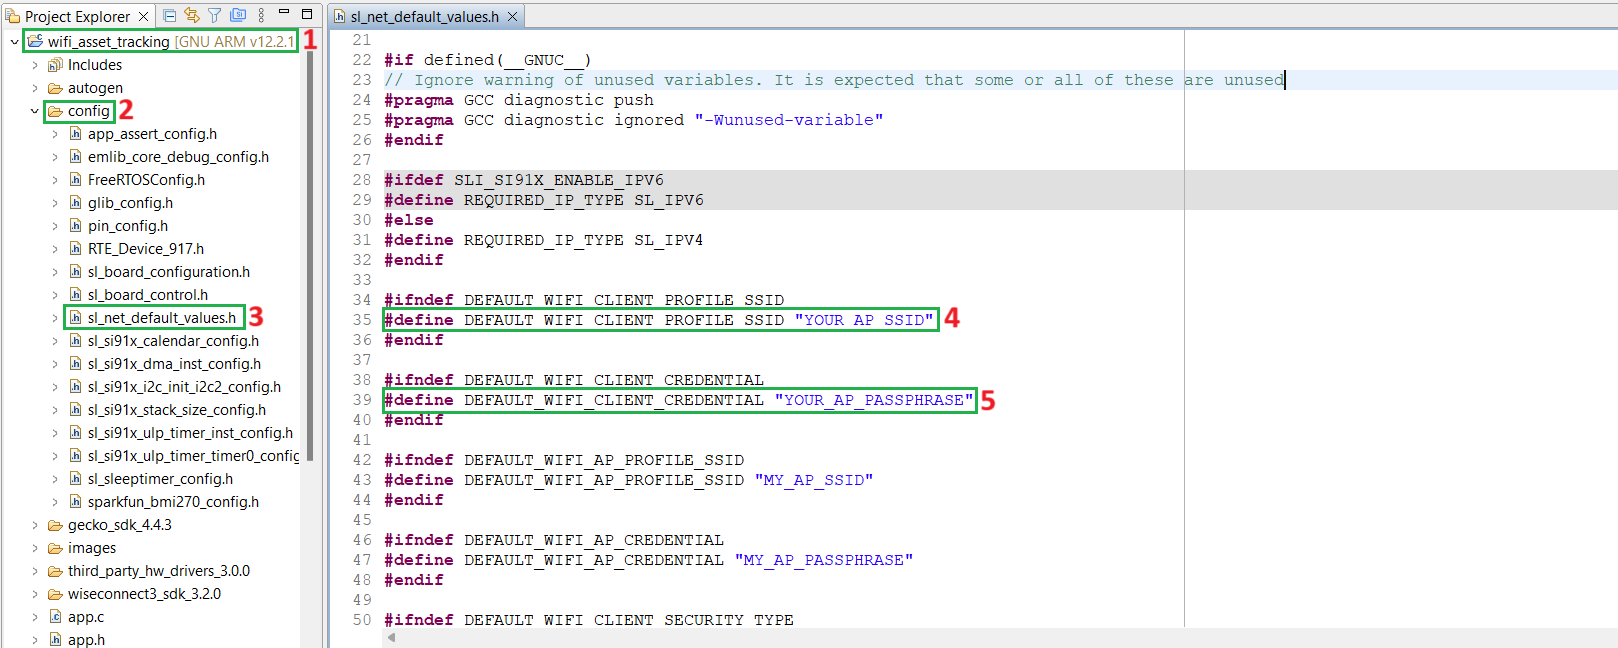 Project Explorer
wifi_asset_tracking [GNU ARM v12.2.1
1
Includes
autogen
config
2
app_assert_config.h
emlib_core_debug_config.h
FreeRTOSConfig.h
glib_config.h
pin_config.h
RTE_Device_917.h
sl_board_configuration.h
sl_board_control.h
sl_net_default_values.h
3
sl_si91x_calendar_config.h
sl_si91x_dma_inst_config.h
sl_si91x_i2c_init_i2c2_config.h
sl_si91x_stack_size_config.h
sl_si91x_ulp_timer_inst_config.h
sl_si91x_ulp_timer_timer0_config
sl_sleeptimer_config.h
sparkfun_bmi270_config.h
gecko_sdk_4.4.3
images
third_party_hw_drivers_3.0.0
wiseconnect3_sdk_3.2.0
app.c
app.h
sl_net_default_values.h
21
22 #if defined(__GNUC__)
23 // Ignore warning of unused variables. It is expected that some or all of these are unused
24 #pragma GCC diagnostic push
25 #pragma GCC diagnostic ignored "-Wunused-variable"
26 #endif
27
28 #ifdef SLI_SI91X_ENABLE_IPV6
29 #define REQUIRED_IP_TYPE SL_IPV6
30 #else
31 #define REQUIRED_IP_TYPE SL_IPV4
32 #endif
33
34 #ifndef DEFAULT_WIFI_CLIENT_PROFILE_SSID
35 #define DEFAULT_WIFI_CLIENT_PROFILE_SSID "YOUR_AP_SSID"
4
36 #endif
37
38 #ifndef DEFAULT_WIFI_CLIENT_CREDENTIAL
39 #define DEFAULT_WIFI_CLIENT_CREDENTIAL "YOUR_AP_PASSPHRASE"
5
40 #endif
41
42 #ifndef DEFAULT_WIFI_AP_PROFILE_SSID
43 #define DEFAULT_WIFI_AP_PROFILE_SSID "MY_AP_SSID"
44 #endif
45
46 #ifndef DEFAULT_WIFI_AP_CREDENTIAL
47 #define DEFAULT_WIFI_AP_CREDENTIAL "MY_AP_PASSPHRASE"
48 #endif
49
50 #ifndef DEFAULT_WIFI_CLIENT_SECURITY_TYPE